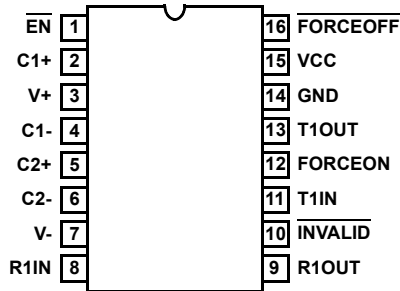 EN 1 16 FORCEOFF
C1+ 2 15 VCC
V+ 3 14 GND
C1- 4 13 T1OUT
C2+ 5 12 FORCEON
C2- 6 11 T1IN
V- 7 10 INVALID
R1IN 8 9 R1OUT